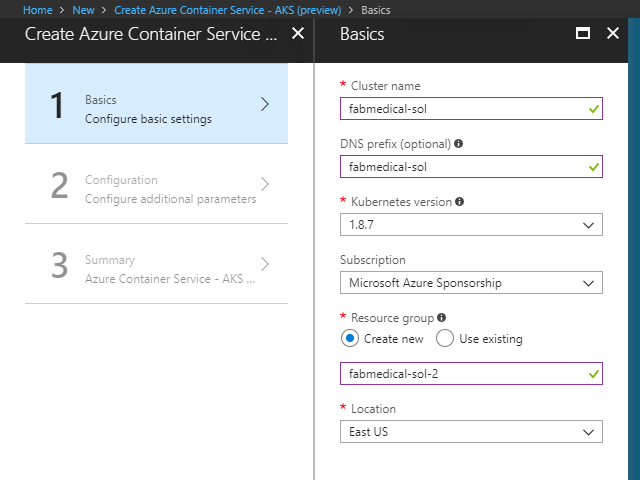 Home > New > Create Azure Container Service - AKS (preview) > Basics
Create Azure Container Service ...
1
Basics
Configure basic settings
2
Configuration
Configure additional parameters
3
Summary
Azure Container Service - AKS ...
Basics
* Cluster name
fabmedical-sol
DNS prefix (optional)
fabmedical-sol
* Kubernetes version
1.8.7
Subscription
Microsoft Azure Sponsorship
* Resource group
Create new Use existing
fabmedical-sol-2
* Location
East US